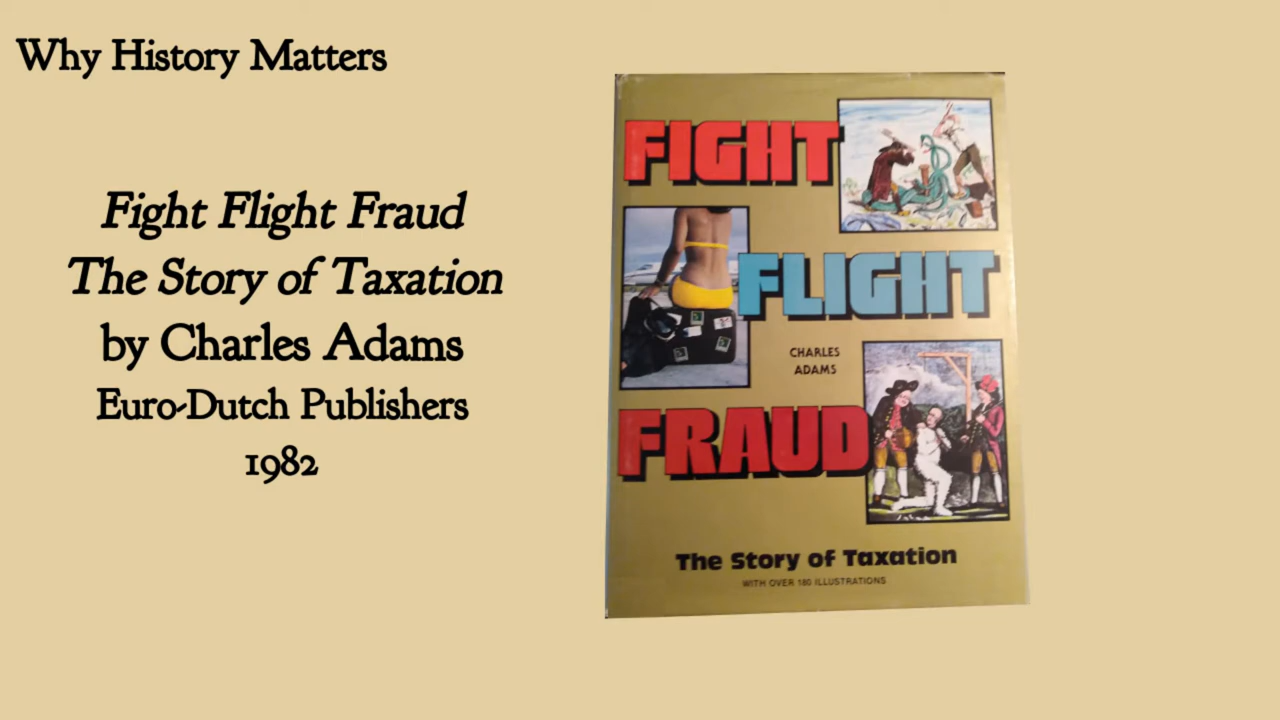 Why History Matters
Fight Flight Fraud
The Story of Taxation
by Charles Adams
Euro-Dutch Publishers
1982
FIGHT
FLIGHT
CHARLES
ADAMS
FRAUD
The Story of Taxation
WITH OVER 180 ILLUSTRATIONS